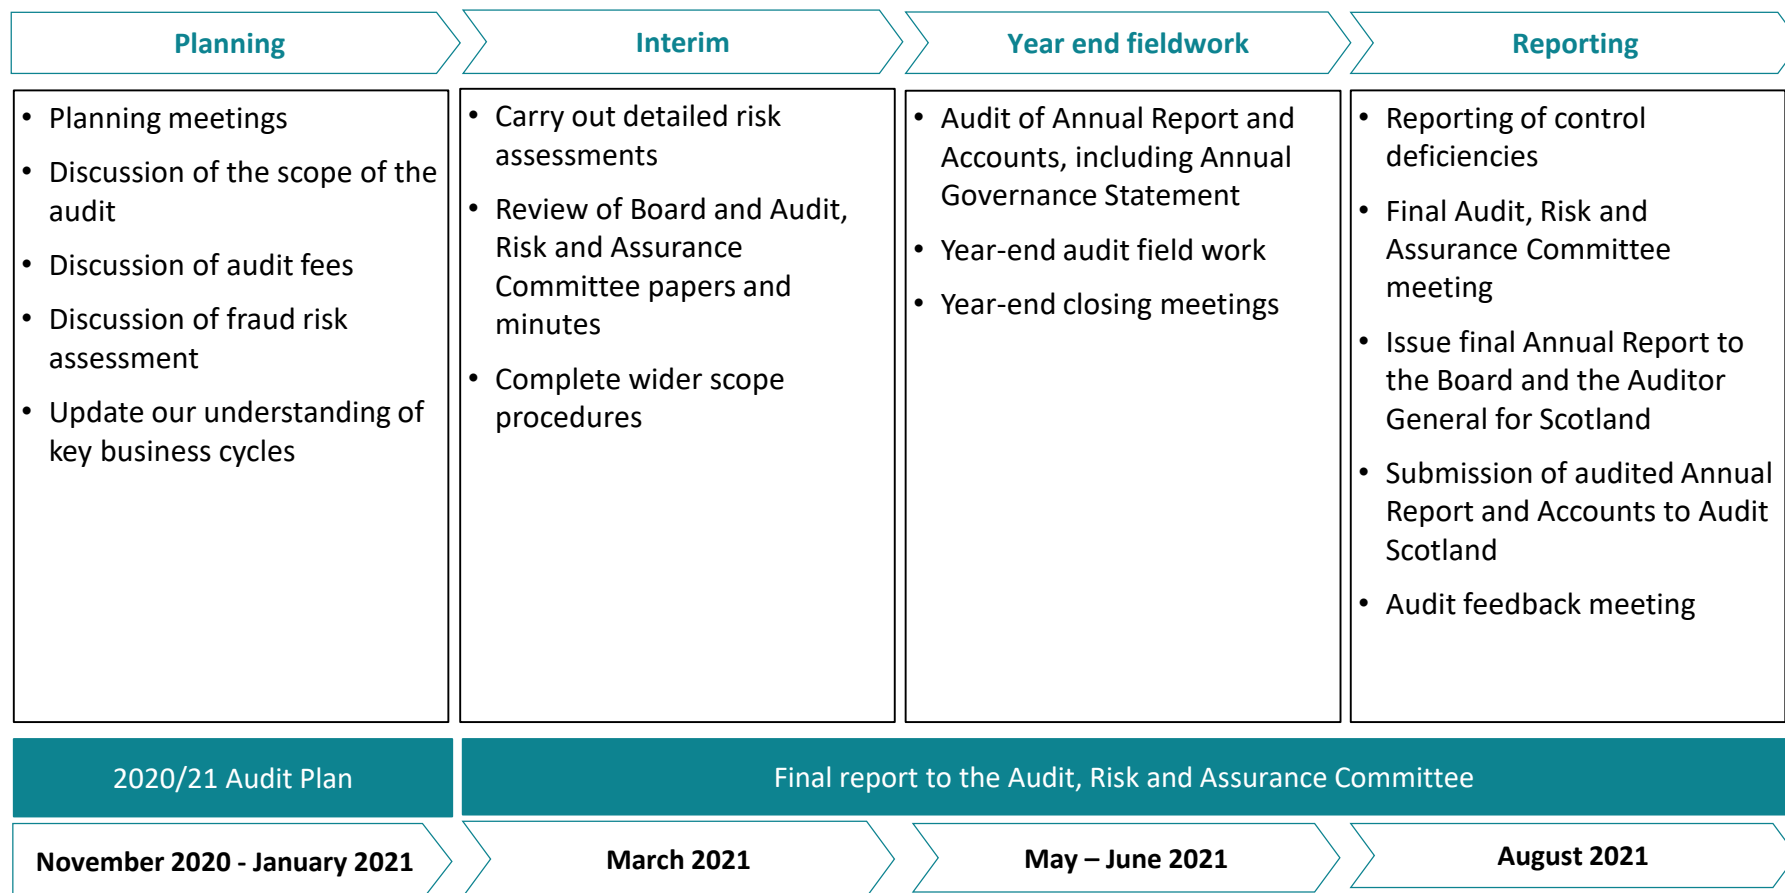 Planning
Interim
Year end fieldwork
Reporting
• Planning meetings
• Discussion of the scope of the
audit
• Discussion of audit fees
• Discussion of fraud risk
assessment
• Update our understanding of
key business cycles
• Carry out detailed risk
assessments
• Review of Board and Audit,
Risk and Assurance
Committee papers and
minutes
• Complete wider scope
procedures
• Audit of Annual Report and
Accounts, including Annual
Governance Statement
• Year-end audit field work
• Year-end closing meetings
• Reporting of control
deficiencies
• Final Audit, Risk and
Assurance Committee
meeting
• Issue final Annual Report to
the Board and the Auditor
General for Scotland
• Submission of audited Annual
Report and Accounts to Audit
Scotland
• Audit feedback meeting
2020/21 Audit Plan
Final report to the Audit, Risk and Assurance Committee
November 2020 - January 2021
March 2021
May – June 2021
August 2021